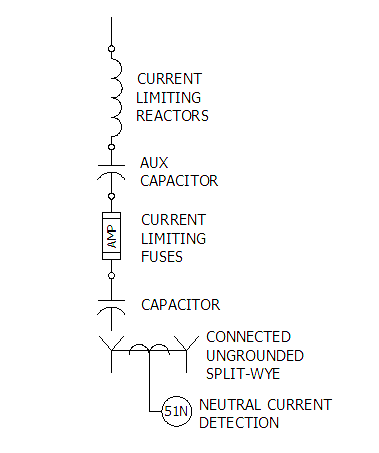 CURRENT
LIMITING
REACTORS
AUX
CAPACITOR
AMP
CURRENT
LIMITING
FUSES
CAPACITOR
CONNECTED
UNGROUNDED
SPLIT-WYE
51N
NEUTRAL CURRENT
DETECTION